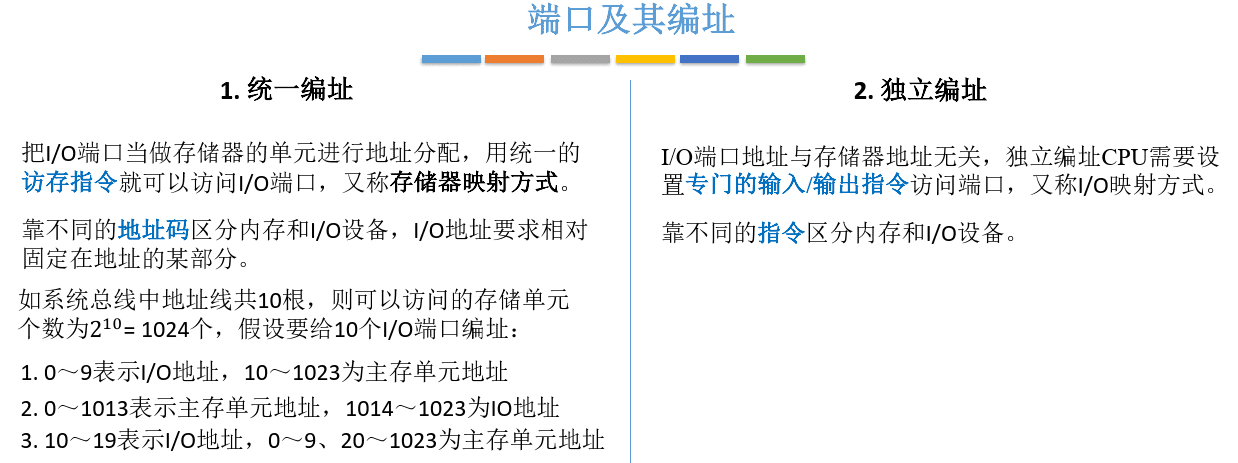 端口及其编址
1. 统一编址
把I/O端口当做存储器的单元进行地址分配，用统一的
访存指令就可以访问I/O端口，又称存储器映射方式。
靠不同的地址码区分内存和I/O设备，I/O地址要求相对
固定在地址的某部分。
如系统总线中地址线共10根，则可以访问的存储单元
个数为2¹⁰= 1024个，假设要给10个I/O端口编址：
1. 0～9表示I/O地址，10～1023为主存单元地址
2. 0～1013表示主存单元地址，1014～1023为IO地址
3. 10～19表示I/O地址，0～9、20～1023为主存单元地址
2. 独立编址
I/O端口地址与存储器地址无关，独立编址CPU需要设
置专门的输入/输出指令访问端口，又称I/O映射方式。
靠不同的指令区分内存和I/O设备。